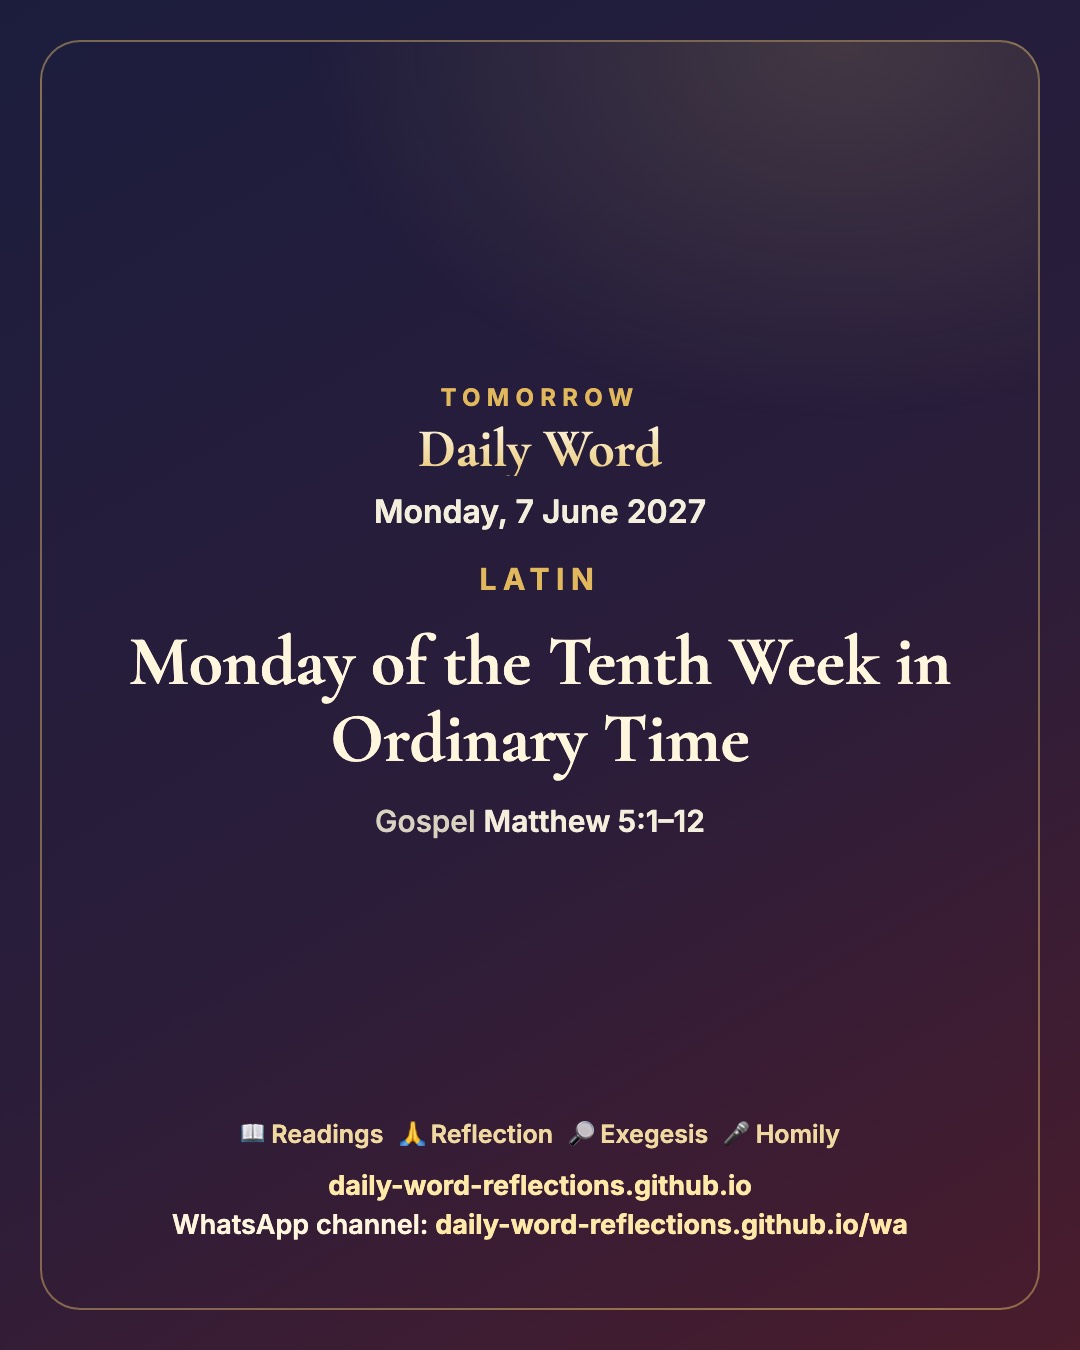 TOMORROW
Daily Word
Monday, 7 June 2027
LATIN
Monday of the Tenth Week in
Ordinary Time
Gospel Matthew 5:1–12
📖 Readings 🙏 Reflection 🔎 Exegesis 🎤 Homily
daily-word-reflections.github.io
WhatsApp channel: daily-word-reflections.github.io/wa